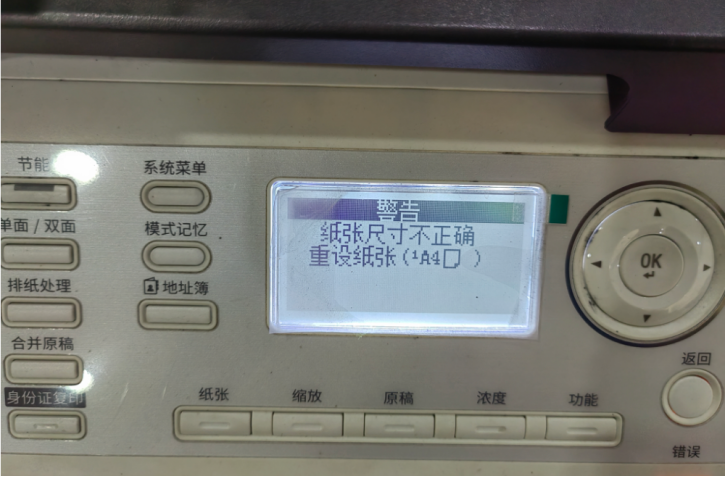 节能
系统菜单
单面 / 双面
模式记忆
排纸处理
地址簿
合并原稿
身份证复印
警告
纸张尺寸不正确
重设纸张(¹A4 )
OK
返回
纸张
缩放
原稿
浓度
功能
错误